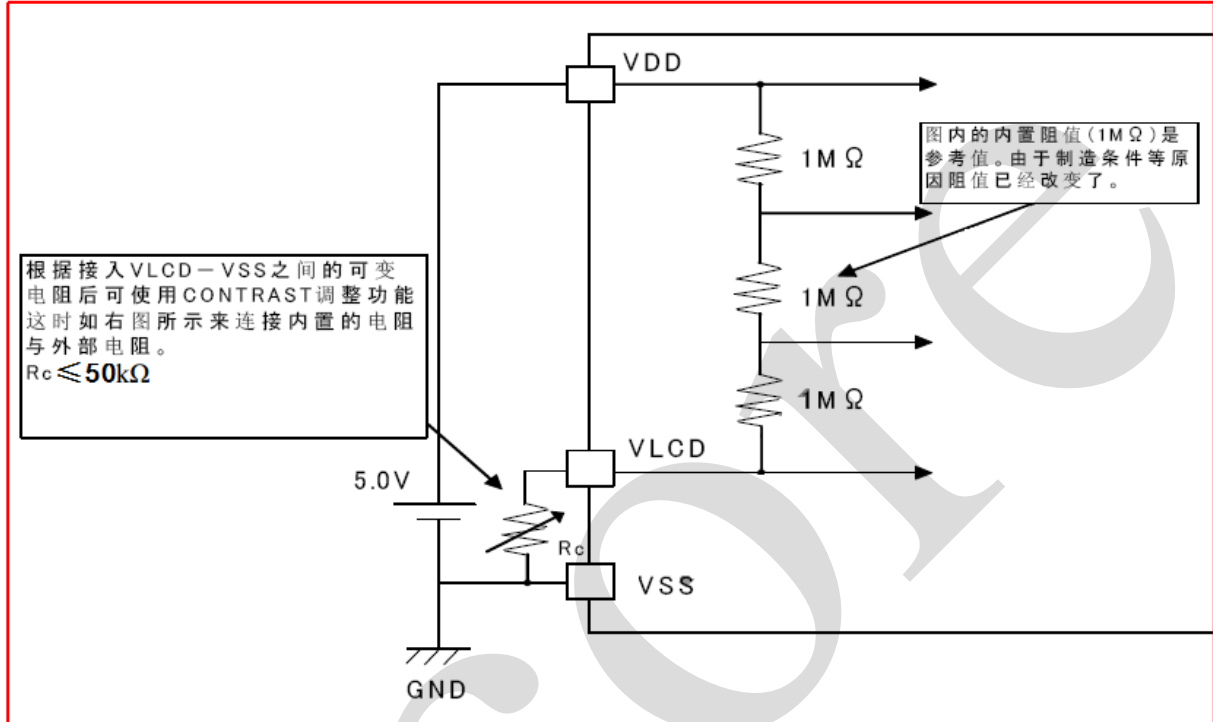 VDD
1MΩ
图内的内置阻值(1MΩ)是
参考值。由于制造条件等原
因阻值已经改变了。
根据接入VLCD-VSS之间的可变
电阻后可使用CONTRAST调整功能
这时如右图所示来连接内置的电阻
与外部电阻。
Rc≤50kΩ
1MΩ
1MΩ
VLCD
5.0V
Rc
VSS
GND
ore